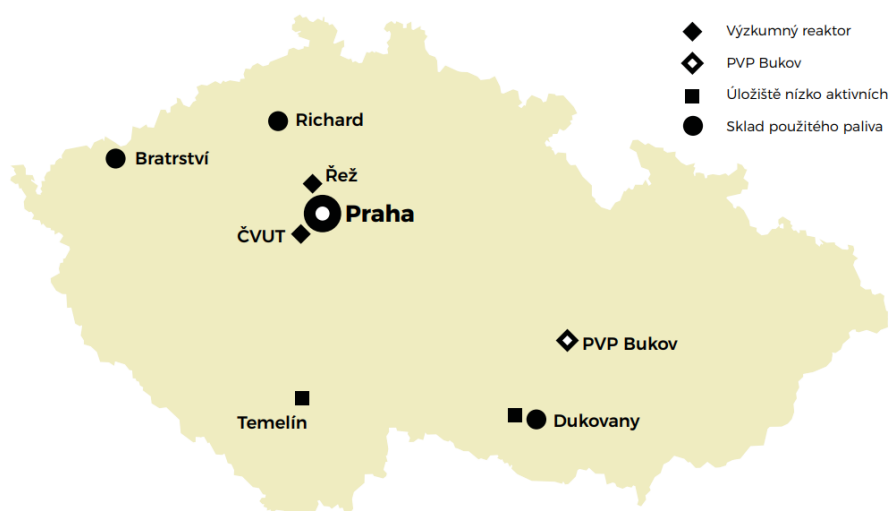 Výzkumný reaktor
PVP Bukov
Úložiště nízko aktivních
Sklad použitého paliva
Richard
Bratrství
Řež
Praha
ČVUT
PVP Bukov
Temelín
Dukovany